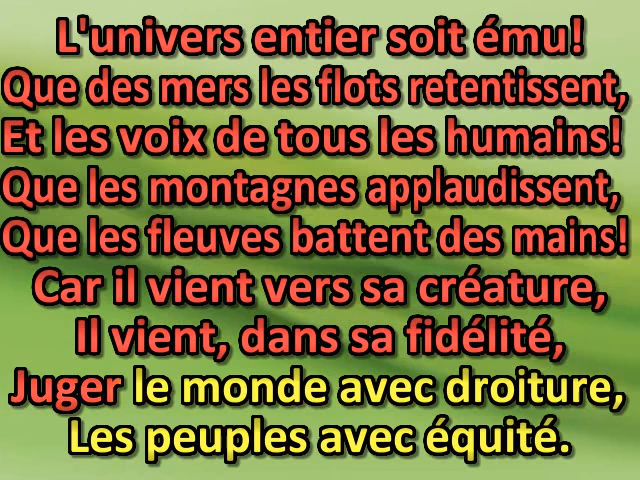 L'univers entier soit ému!
Que des mers les flots retentissent,
Et les voix de tous les humains!
Que les montagnes applaudissent,
Que les fleuves battent des mains!
Car il vient vers sa créature,
Il vient, dans sa fidélité,
Juger le monde avec droiture,
Les peuples avec équité.